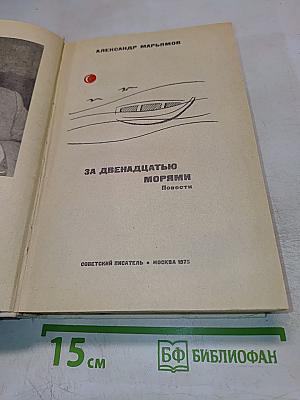 АЛЕКСАНДР МАРЬЯМОВ
ЗА ДВЕНАДЦАТЬЮ
МОРЯМИ
Повести
СОВЕТСКИЙ ПИСАТЕЛЬ • МОСКВА 1975
15 см
БФ БИБЛИОФАН